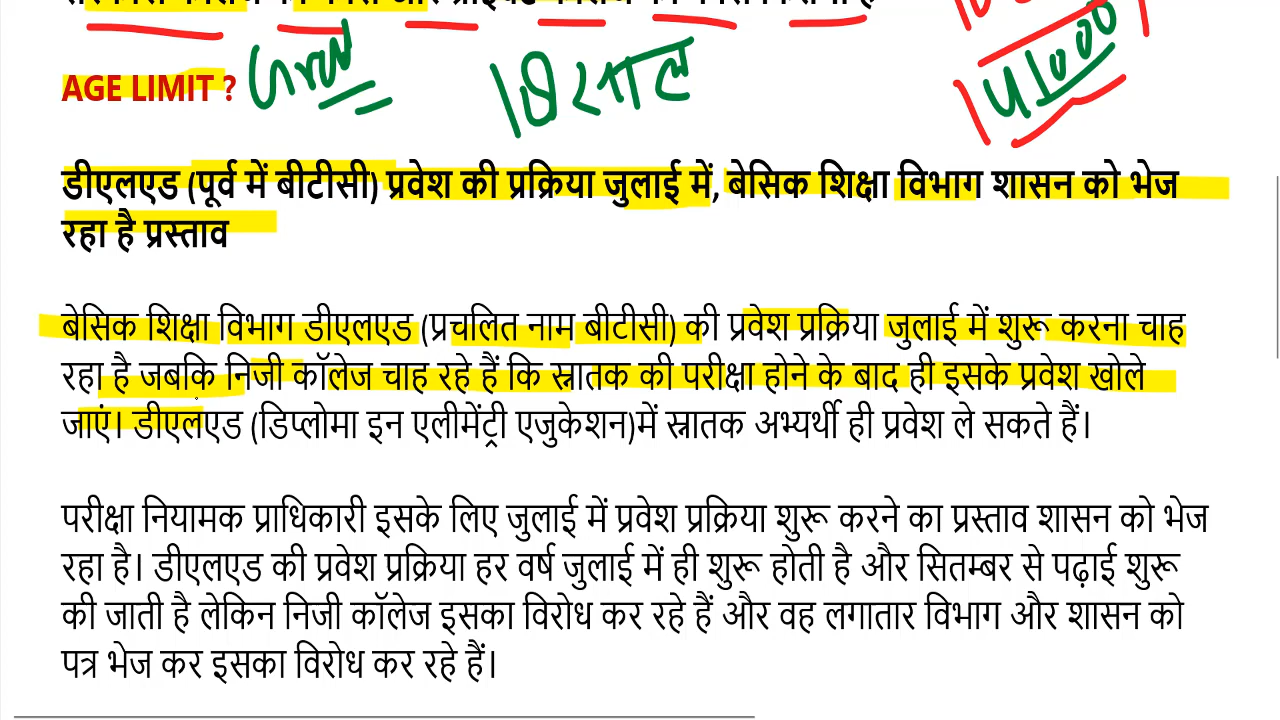 AGE LIMIT ?
साल
डीएलएड (पूर्व में बीटीसी) प्रवेश की प्रक्रिया जुलाई में, बेसिक शिक्षा विभाग शासन को भेज
रहा है प्रस्ताव
बेसिक शिक्षा विभाग डीएलएड (प्रचलित नाम बीटीसी) की प्रवेश प्रक्रिया जुलाई में शुरू करना चाह
रहा है जबकि निजी कॉलेज चाह रहे हैं कि स्नातक की परीक्षा होने के बाद ही इसके प्रवेश खोले
जाएं। डीएलएड (डिप्लोमा इन एलीमेंट्री एजुकेशन)में स्नातक अभ्यर्थी ही प्रवेश ले सकते हैं।
परीक्षा नियामक प्राधिकारी इसके लिए जुलाई में प्रवेश प्रक्रिया शुरू करने का प्रस्ताव शासन को भेज
रहा है। डीएलएड की प्रवेश प्रक्रिया हर वर्ष जुलाई में ही शुरू होती है और सितम्बर से पढ़ाई शुरू
की जाती है लेकिन निजी कॉलेज इसका विरोध कर रहे हैं और वह लगातार विभाग और शासन को
पत्र भेज कर इसका विरोध कर रहे हैं।